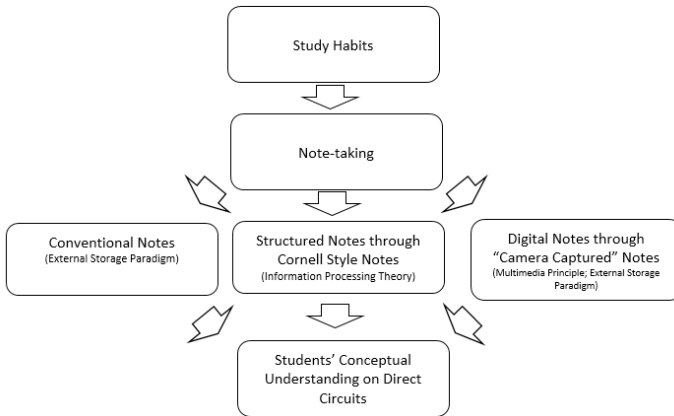 Study Habits
Note-taking
Conventional Notes
(External Storage Paradigm)
Structured Notes through
Cornell Style Notes
(Information Processing Theory)
Digital Notes through
“Camera Captured” Notes
(Multimedia Principle; External Storage
Paradigm)
Students’ Conceptual
Understanding on Direct
Circuits